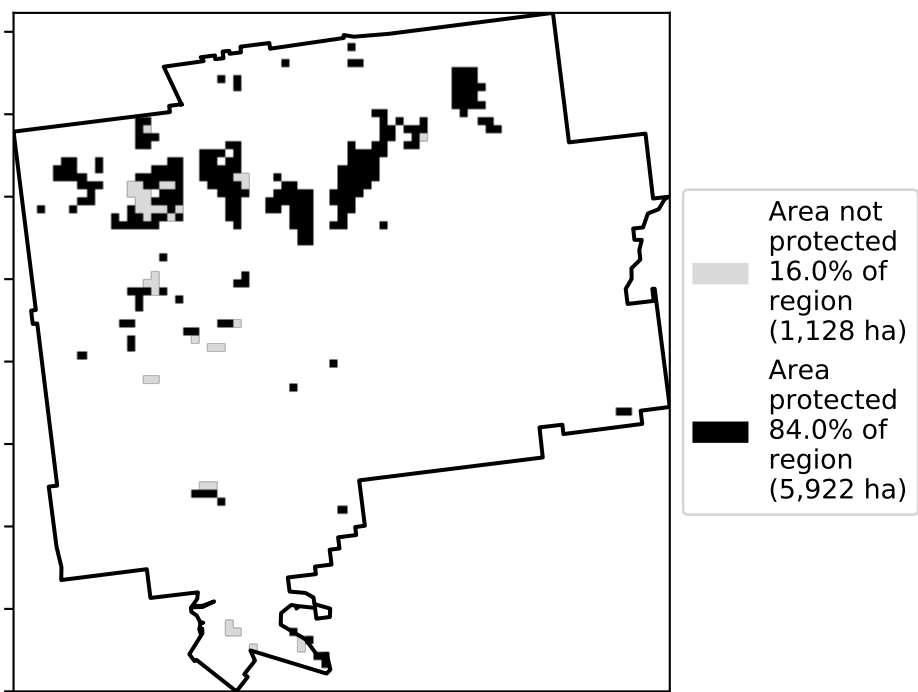 Area not
protected
16.0% of
region
(1,128 ha)
Area
protected
84.0% of
region
(5,922 ha)